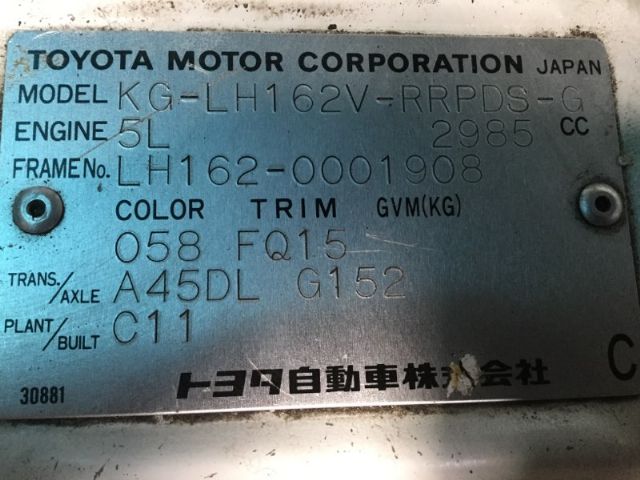 TOYOTA MOTOR CORPORATION JAPAN
MODEL KG-LH162V-RRPDS-G
ENGINE 5L 2985 CC
FRAME No. LH162-0001908
COLOR TRIM GVM(KG)
058 FQ15
TRANS./AXLE A45DL G152
PLANT/BUILT C11
C
30881 トヨタ自動車株式会社